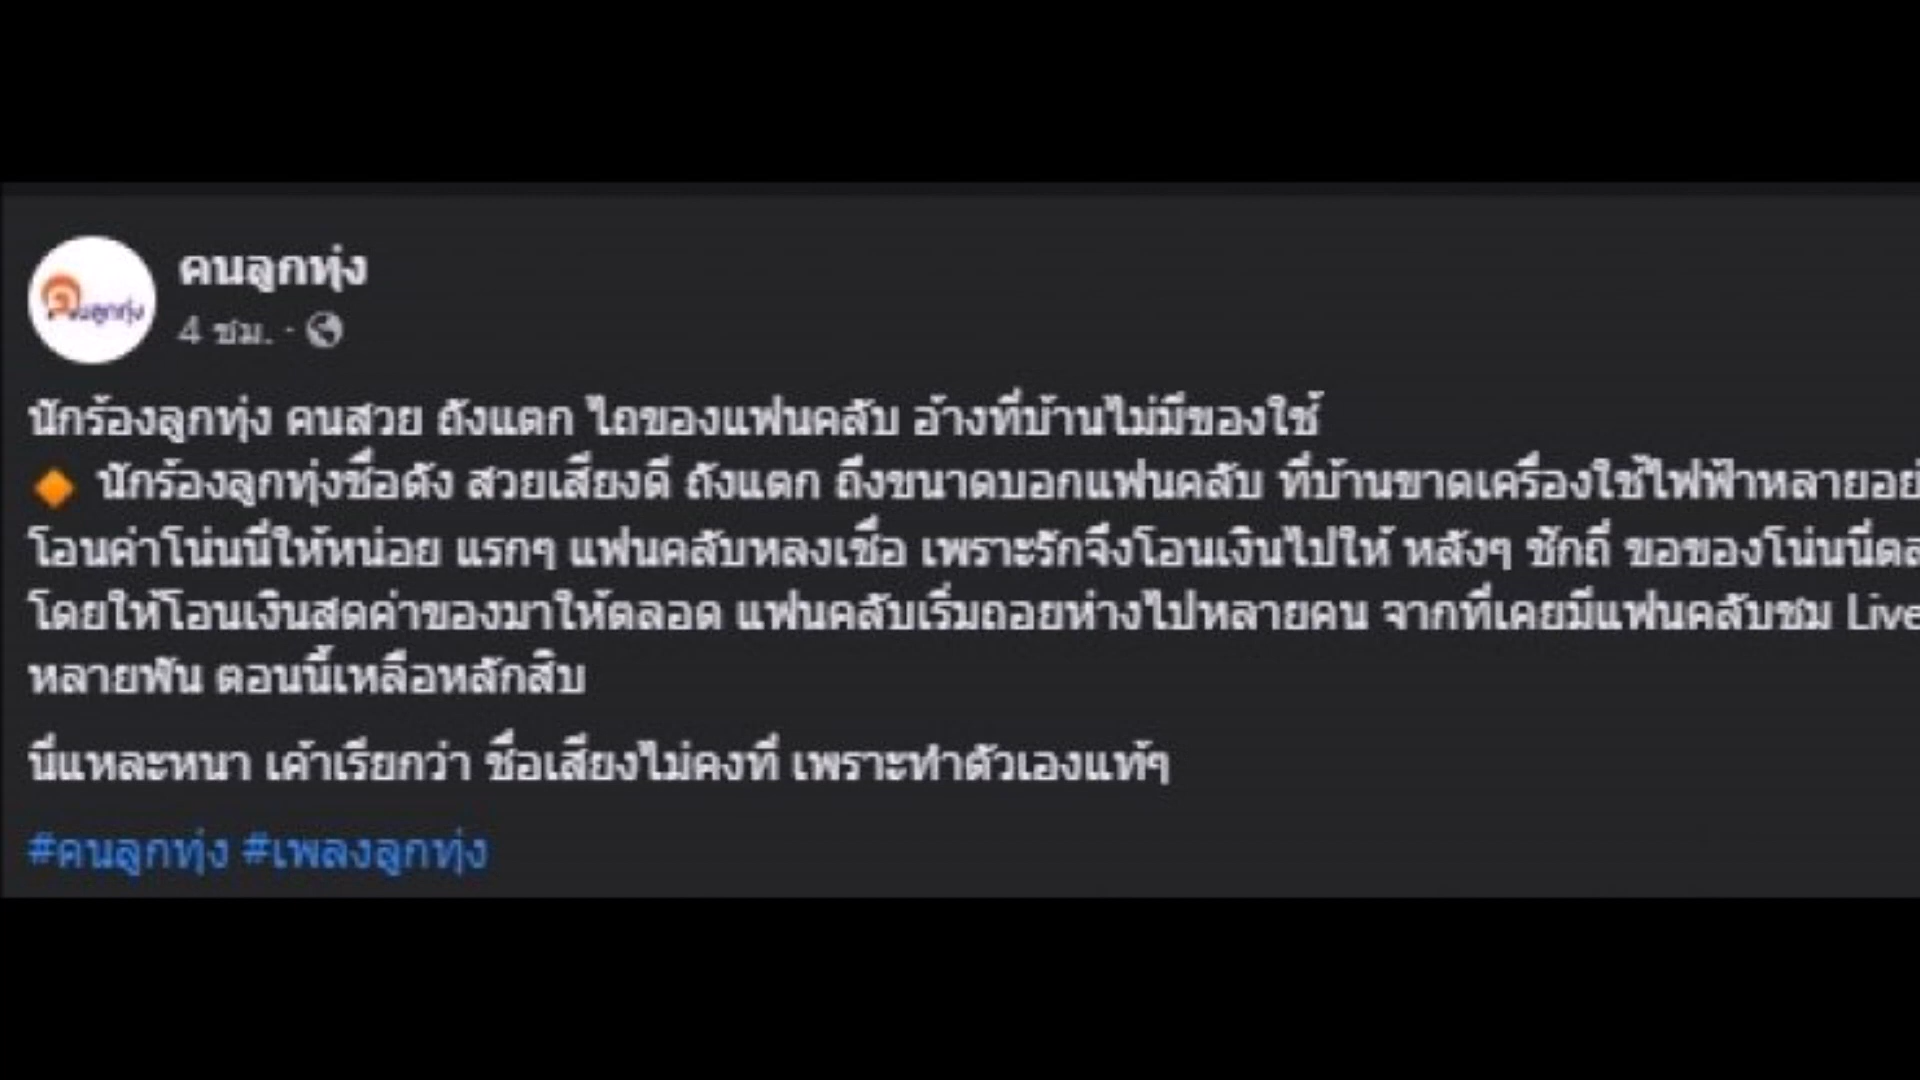 คนลูกทุ่ง
คนลูกทุ่ง
4 ชม. ·
นักร้องลูกทุ่ง คนสวย ถังแตก ไถของแฟนคลับ อ้างที่บ้านไม่มีของใช้
นักร้องลูกทุ่งชื่อดัง สวยเสียงดี ถังแตก ถึงขนาดบอกแฟนคลับ ที่บ้านขาดเครื่องใช้ไฟฟ้าหลาย
โอนค่าโน่นนี่ให้หน่อย แรกๆ แฟนคลับหลงเชื่อ เพราะรักจึงโอนเงินไปให้ หลังๆ ชักถี่ ขอของโน่นนี่
โดยให้โอนเงินสดค่าของมาให้ตลอด แฟนคลับเริ่มถอยห่างไปหลายคน จากที่เคยมีแฟนคลับชม Live
หลายพัน ตอนนี้เหลือหลักสิบ
นี่แหละหนา เค้าเรียกว่า ชื่อเสียงไม่คงที่ เพราะทำตัวเองแท้ๆ
#คนลูกทุ่ง #เพลงลูกทุ่ง